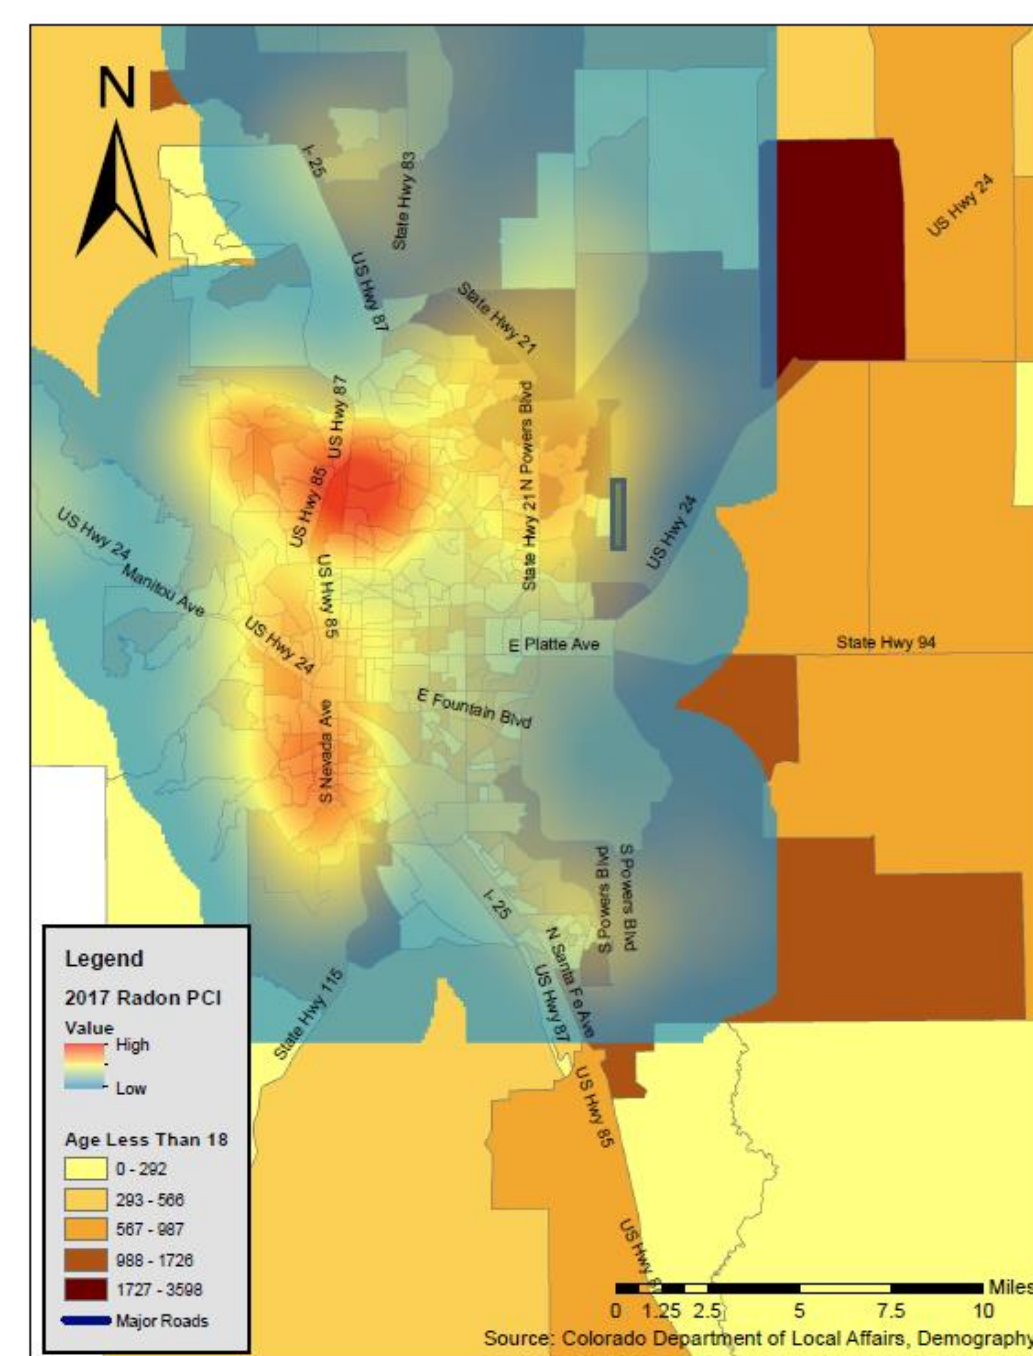 N
I-25
State Hwy 83
US Hwy 24
US Hwy 87
State Hwy 21
US Hwy 87
State Hwy 21 N Powers Blvd
US Hwy 85
US Hwy 24
US Hwy 24
Manitou Ave
US Hwy 85
US Hwy 24
E Platte Ave
State Hwy 94
E Fountain Blvd
S Nevada Ave
S Powers Blvd
S Powers Blvd
I-25
N Santa Fe Ave
US Hwy 87
State Hwy 115
US Hwy 85
US Hwy
Legend
2017 Radon PCI
Value
High
Low
Age Less Than 18
0 - 292
293 - 566
567 - 987
988 - 1726
1727 - 3598
Major Roads
Miles
0 1.25 2.5 5 7.5 10
Source: Colorado Department of Local Affairs, Demography